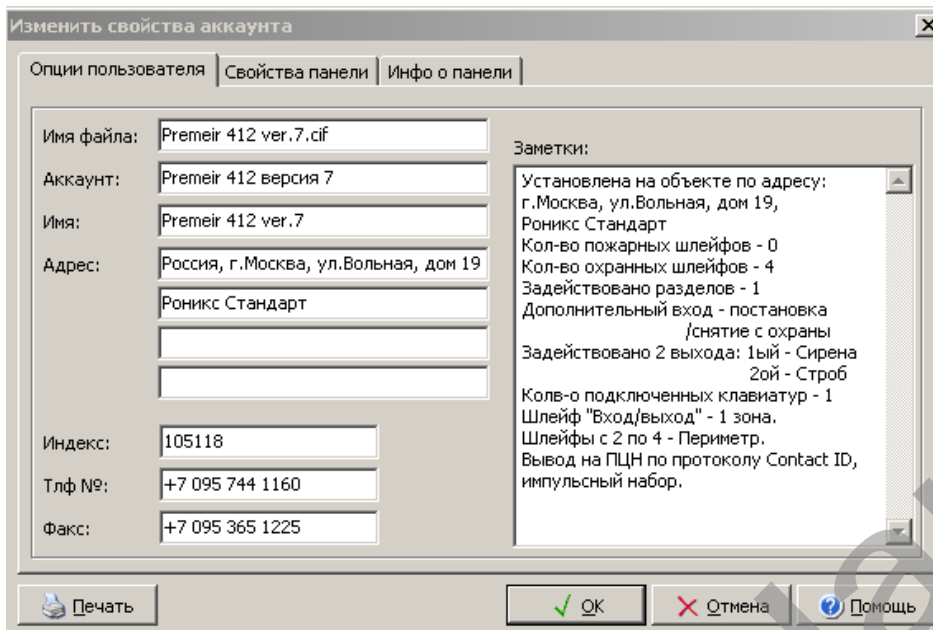 Изменить свойства аккаунта
Опции пользователя
Свойства панели
Инфо о панели
Имя файла:
Premeir 412 ver.7.cif
Аккаунт:
Premeir 412 версия 7
Имя:
Premeir 412 ver.7
Адрес:
Россия, г.Москва, ул.Вольная, дом 19
Роникс Стандарт
Индекс:
105118
Тлф №:
+7 095 744 1160
Факс:
+7 095 365 1225
Заметки:
Установлена на объекте по адресу:
г.Москва, ул.Вольная, дом 19,
Роникс Стандарт
Кол-во пожарных шлейфов - 0
Кол-во охранных шлейфов - 4
Задействовано разделов - 1
Дополнительный вход - постановка
/снятие с охраны
Задействовано 2 выхода: 1ый - Сирена
2ой - Строб
Колв-о подключенных клавиатур - 1
Шлейф "Вход/выход" - 1 зона.
Шлейфы с 2 по 4 - Периметр.
Вывод на ПЦН по протоколу Contact ID,
импульсный набор.
Печать
OK
Отмена
Помощь